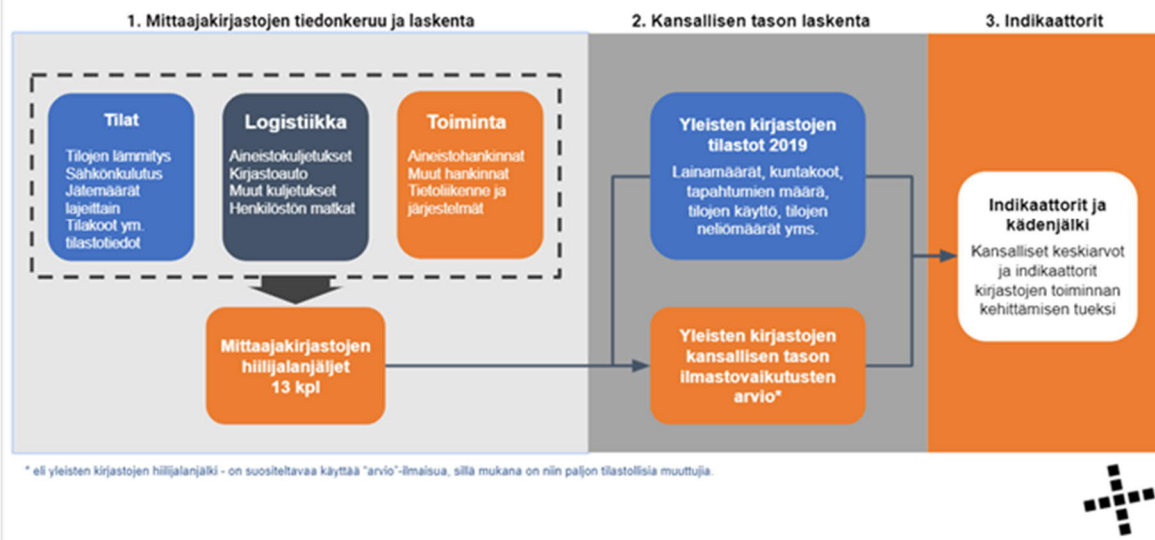 1. Mittaajakirjastojen tiedonkeruu ja laskenta
2. Kansallisen tason laskenta
3. Indikaattorit
Tilat
Tilojen lämmitys
Sähkönkulutus
Jätemäärät
lajeittain
Tilakoot ym.
tilastotiedot
Logistiikka
Aineistokuljetukset
Kirjastoauto
Muut kuljetukset
Henkilöstön matkat
Toiminta
Aineistohankinnat
Muut hankinnat
Tietoliikenne ja
järjestelmät
Mittaajakirjastojen
hiilijalanjäljet
13 kpl
Yleisten kirjastojen
tilastot 2019
Lainamäärät, kuntakoot,
tapahtumien määrä,
tilojen käyttö, tilojen
neliömäärät yms.
Yleisten kirjastojen
kansallisen tason
ilmastovaikutusten
arvio*
Indikaattorit ja
kädenjälki
Kansalliset keskiarvot
ja indikaattorit
kirjastojen toiminnan
kehittämisen tueksi
* eli yleisten kirjastojen hiilijalanjälki - on suositeltavaa käyttää "arvio"-ilmaisua, sillä mukana on niin paljon tilastollisia muuttujia.